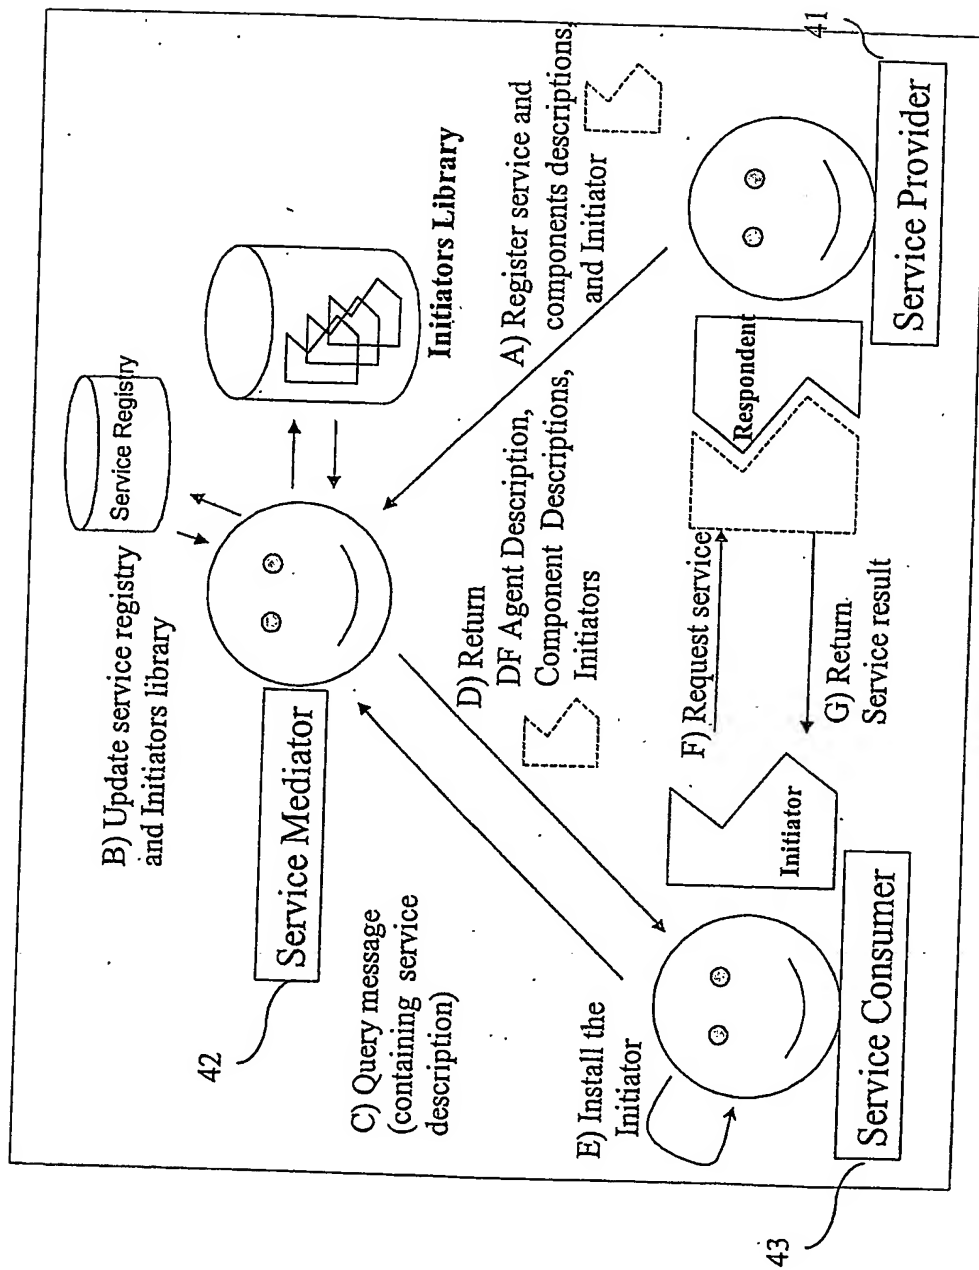 B) Update service registry
and Initiators library
Service Registry
Initiators Library
42
Service Mediator
C) Query message
(containing service
description)
D) Return
DF Agent Description,
Component Descriptions,
Initiators
A) Register service and
components descriptions,
and Initiator
E) Install the
Initiator
F) Request service
G) Return
Service result
Initiator
Respondent
43
Service Consumer
Service Provider
41